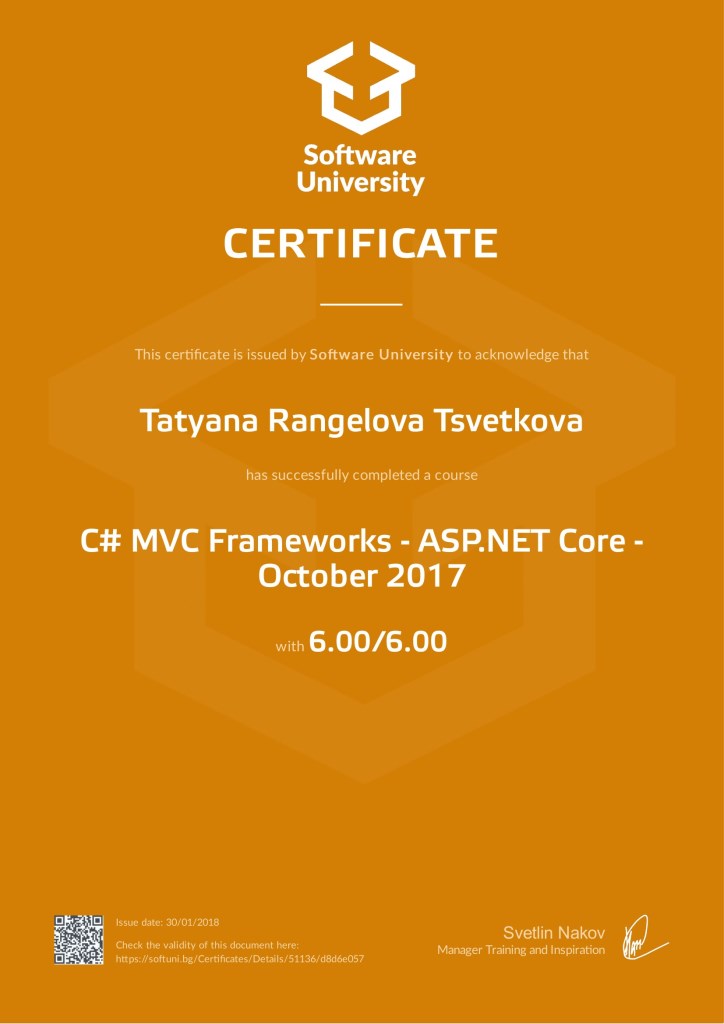 Software
University
CERTIFICATE
This certificate is issued by Software University to acknowledge that
Tatyana Rangelova Tsvetkova
has successfully completed a course
C# MVC Frameworks - ASP.NET Core -
October 2017
with 6.00/6.00
Issue date: 30/01/2018
Check the validity of this document here:
https://softuni.bg/Certificates/Details/51136/d8d6e057
Svetlin Nakov
Manager Training and Inspiration